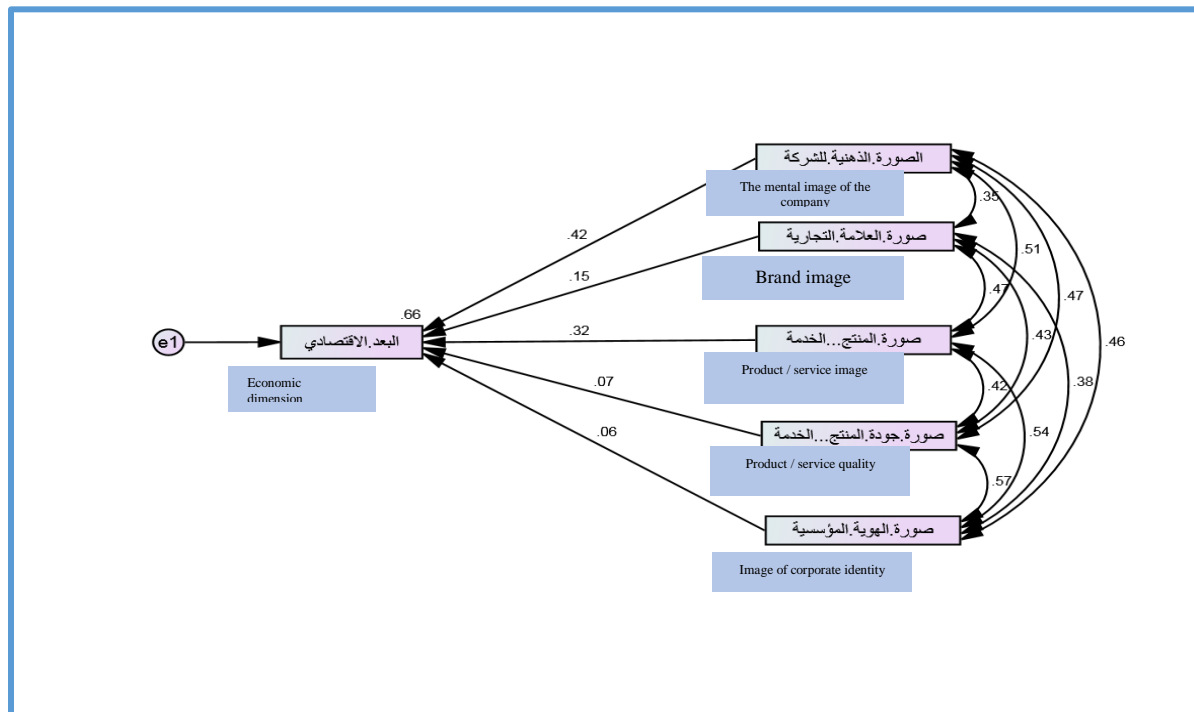 الصورة.الذهنية.للشركة
The mental image of the
company
.35
صورة.العلامة.التجارية
.42
.51
Brand image
.15
.47
.47
.66
.43
.46
e1
البعد.الاقتصادي
.32
صورة.المنتج...الخدمة
Economic
dimension
Product / service image
.07
.42
.38
.06
.54
صورة.جودة.المنتج...الخدمة
Product / service quality
.57
صورة.الهوية.المؤسسية
Image of corporate identity